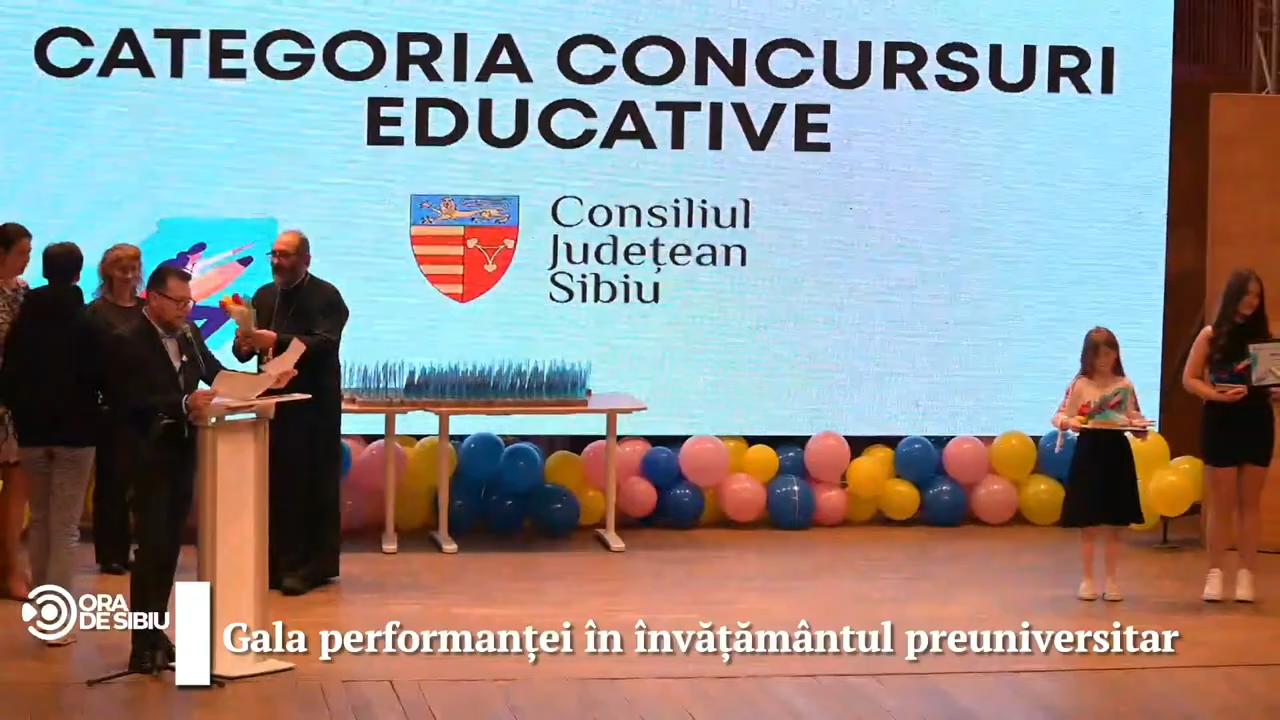 CATEGORIA CONCURSURI
EDUCATIVE
Consiliul
Județean
Sibiu
ORA
DE SIBIU
Gala performanței în învățământul preuniversitar